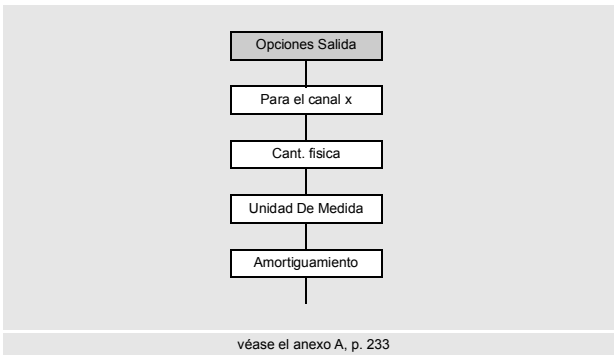 Opciones Salida
Para el canal x
Cant. fisica
Unidad De Medida
Amortiguamiento
véase el anexo A, p. 233